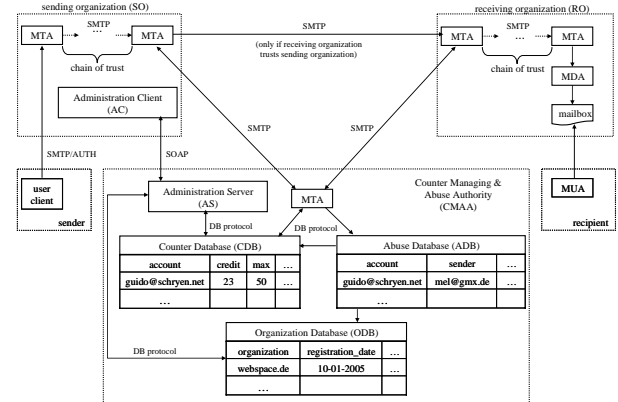 sending organization (SO)
receiving organization (RO)
SMTP
MTA
...
MTA
chain of trust
SMTP
(only if receiving organization
trusts sending organization)
SMTP
MTA
...
MTA
chain of trust
MDA
mailbox
Administration Client
(AC)
SMTP
SMTP
SMTP/AUTH
SOAP
user
client
sender
MUA
recipient
Administration Server
(AS)
MTA
Counter Managing &
Abuse Authority
(CMAA)
DB protocol
DB protocol
Counter Database (CDB)
account credit max ...
guido@schryen.net 23 50 ...
...
Abuse Database (ADB)
account sender ...
guido@schryen.net mel@gmx.de ...
...
Organization Database (ODB)
DB protocol
organization registration_date ...
webspace.de 10-01-2005 ...
...